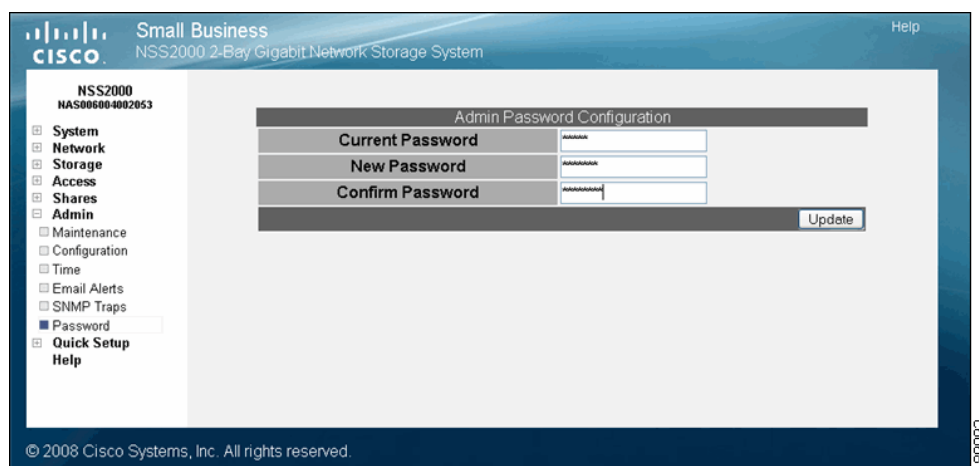 CISCO
Small Business
NSS2000 2-Bay Gigabit Network Storage System
Help
NSS2000
NAS006004002053
System
Network
Storage
Access
Shares
Admin
Maintenance
Configuration
Time
Email Alerts
SNMP Traps
Password
Quick Setup
Help
Admin Password Configuration
Current Password *****
New Password *******
Confirm Password ********
Update
© 2008 Cisco Systems, Inc. All rights reserved.